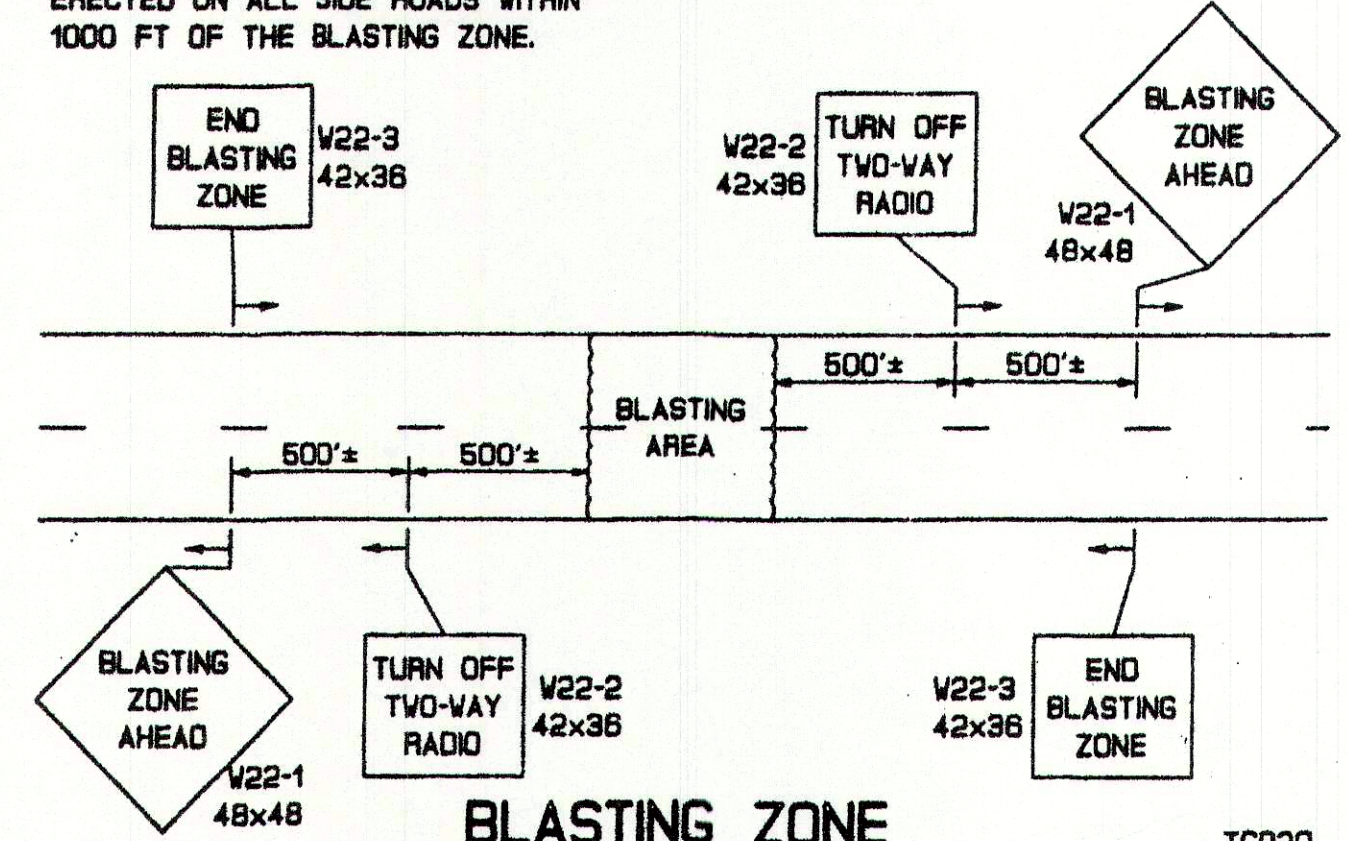 ERECTED ON ALL SIDE ROADS WITHIN
1000 FT OF THE BLASTING ZONE.
END
BLASTING
ZONE
W22-3
42x36
W22-2
42x36
TURN OFF
TWO-WAY
RADIO
BLASTING
ZONE
AHEAD
W22-1
48x48
500'±
500'±
BLASTING
AREA
500'±
500'±
BLASTING
ZONE
AHEAD
W22-1
48x48
TURN OFF
TWO-WAY
RADIO
W22-2
42x36
W22-3
42x36
END
BLASTING
ZONE
BLASTING ZONE